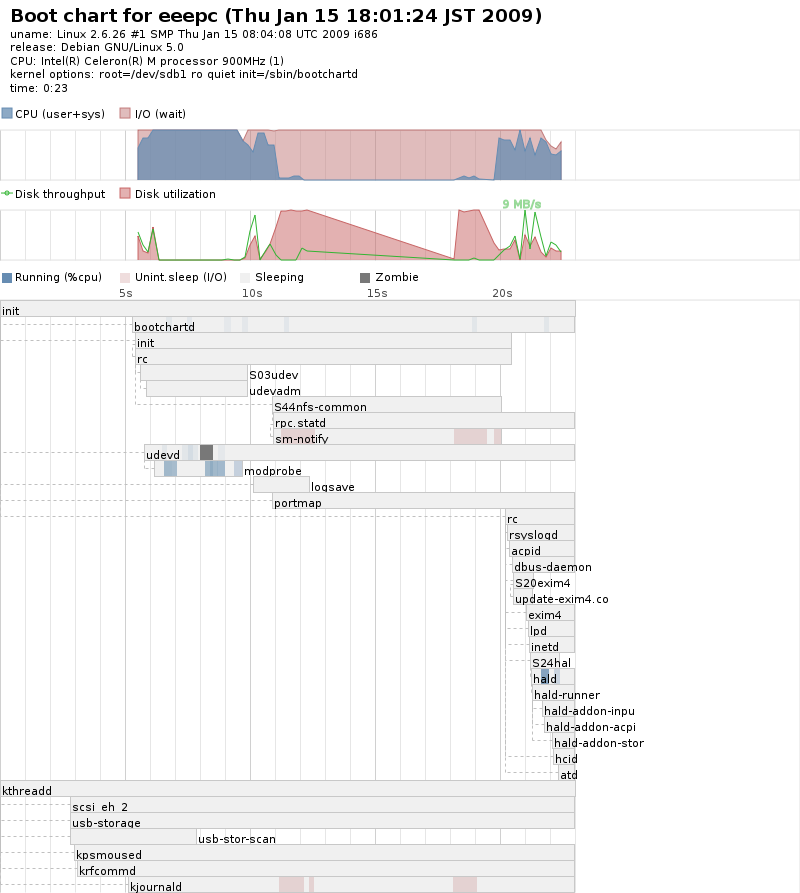 Boot chart for eeepc (Thu Jan 15 18:01:24 JST 2009)
uname: Linux 2.6.26 #1 SMP Thu Jan 15 08:04:08 UTC 2009 i686
release: Debian GNU/Linux 5.0
CPU: Intel(R) Celeron(R) M processor 900MHz (1)
kernel options: root=/dev/sdb1 ro quiet init=/sbin/bootchartd
time: 0:23
CPU (user+sys) I/O (wait)
Disk throughput Disk utilization
9 MB/s
Running (%cpu) Unint.sleep (I/O) Sleeping Zombie
5s 10s 15s 20s
init
bootchartd
init
rc
S03udev
udevadm
S44nfs-common
rpc.statd
sm-notify
udevd
modprobe
logsave
portmap
rc
rsyslogd
acpid
dbus-daemon
S20exim4
update-exim4.co
exim4
lpd
inetd
S24hal
hald
hald-runner
hald-addon-inpu
hald-addon-acpi
hald-addon-stor
hcid
atd
kthreadd
scsi_eh_2
usb-storage
usb-stor-scan
kpsmoused
krfcommd
kjournald